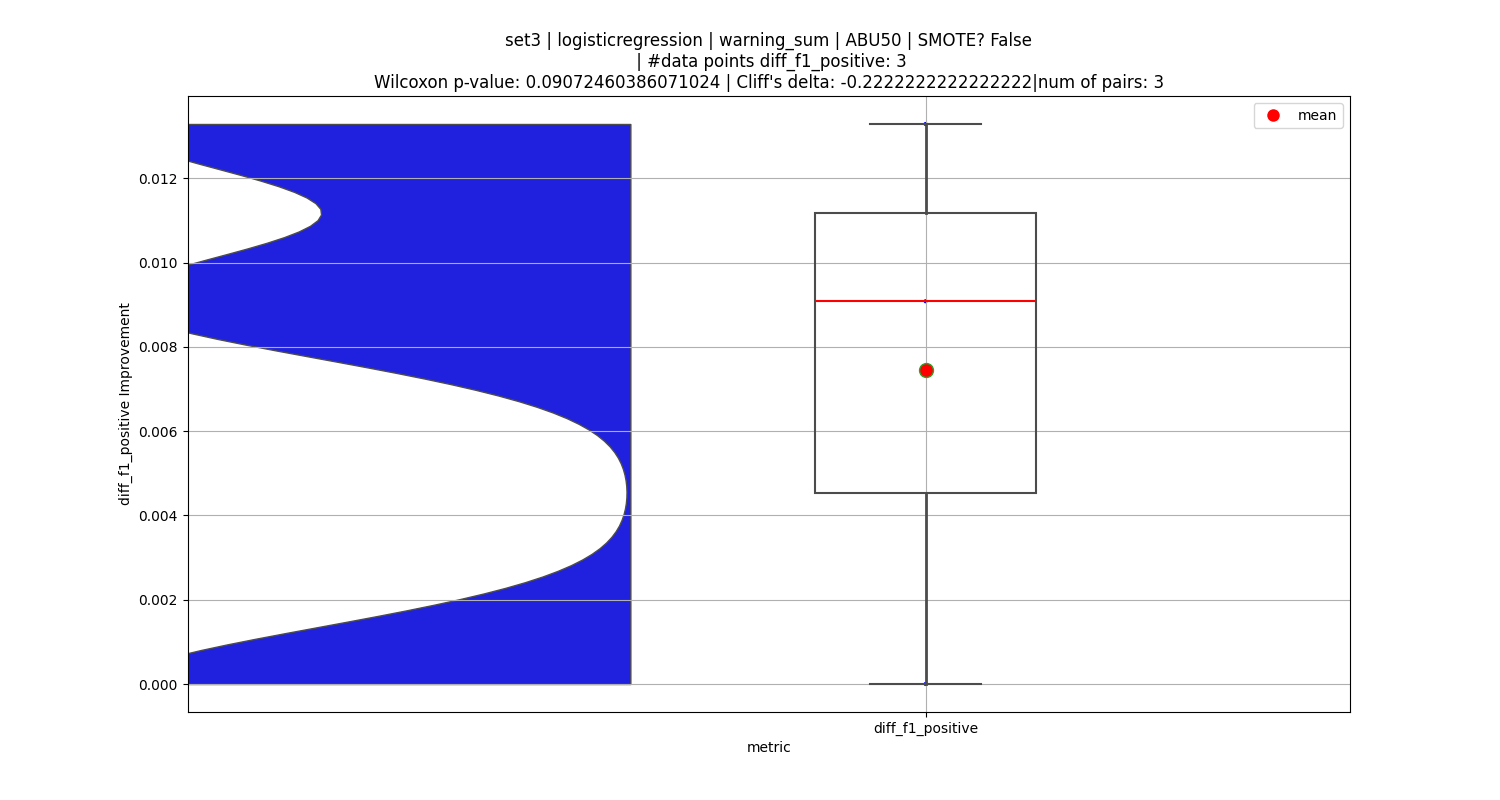 set3 | logisticregression | warning_sum | ABU50 | SMOTE? False
| #data points diff_f1_positive: 3
Wilcoxon p-value: 0.09072460386071024 | Cliff's delta: -0.2222222222222222|num of pairs: 3
mean
0.012
0.010
0.008
0.006
0.004
0.002
0.000
diff_f1_positive Improvement
diff_f1_positive
metric